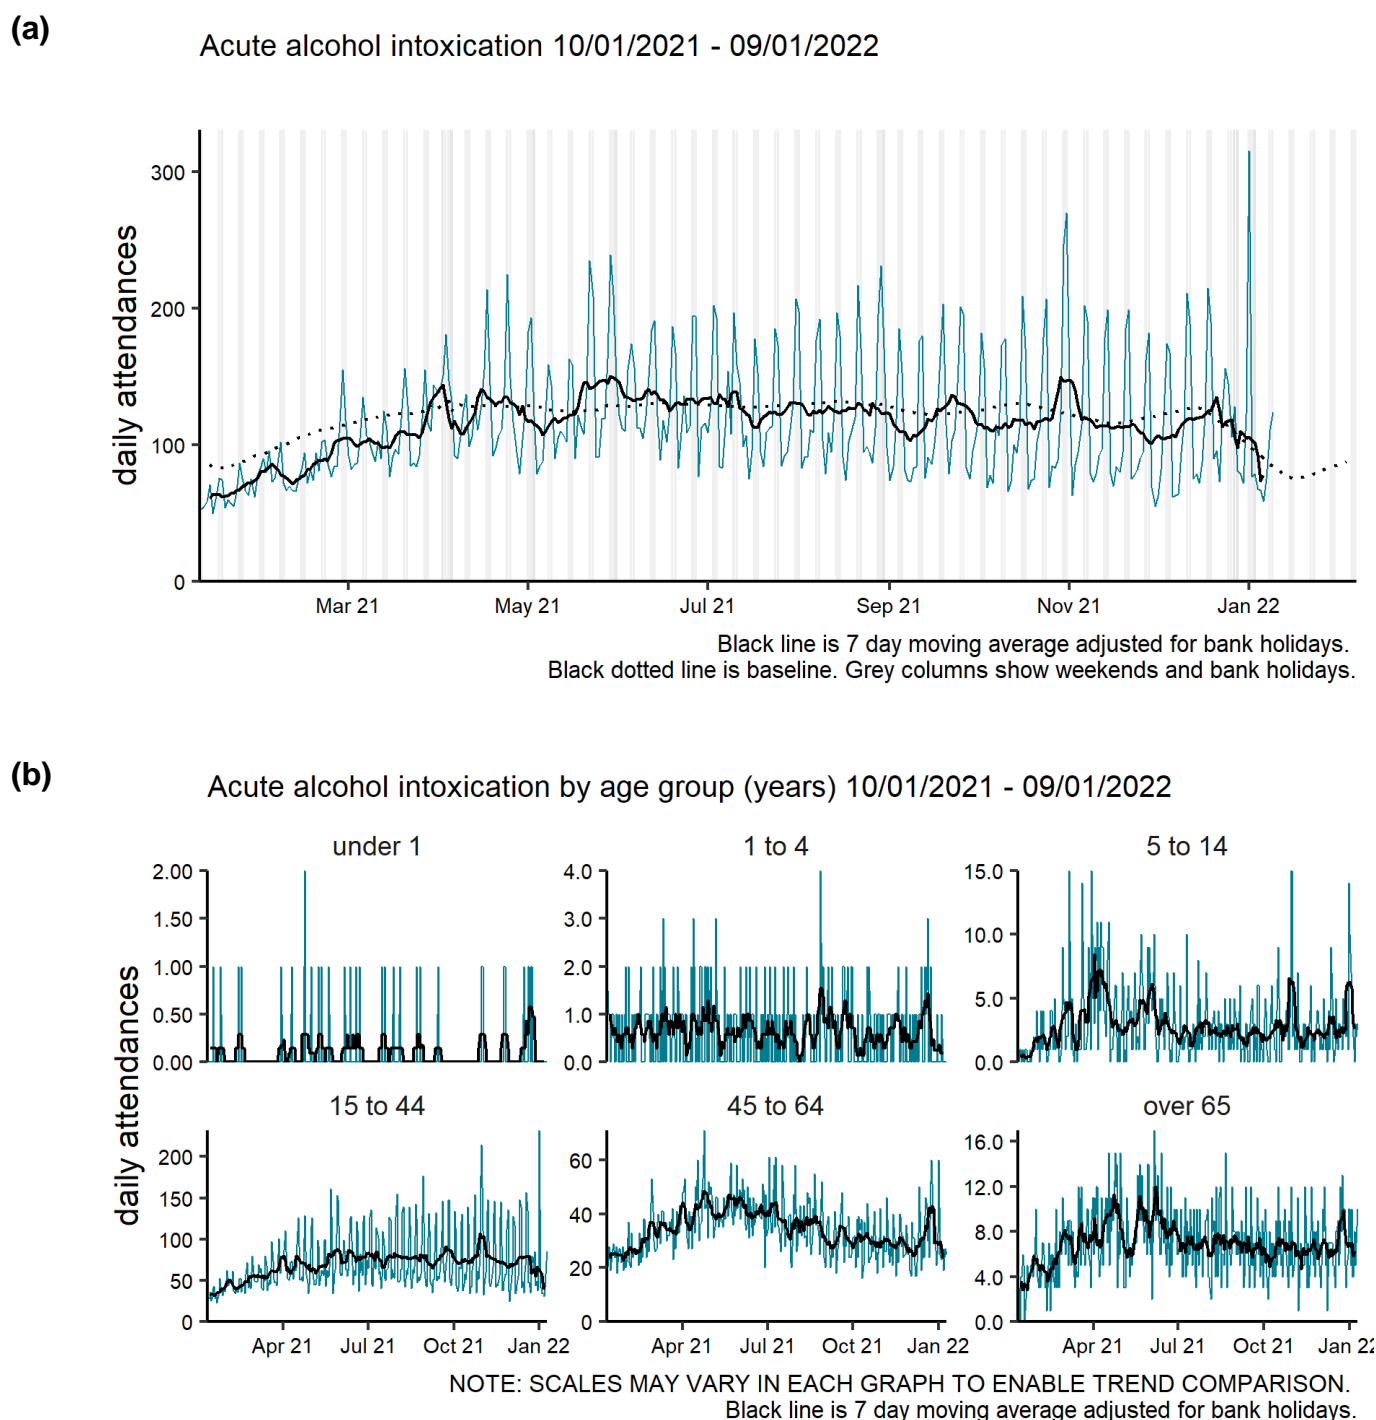 (a)
Acute alcohol intoxication 10/01/2021 - 09/01/2022
daily attendances
300
200
100
0
Mar 21 May 21 Jul 21 Sep 21 Nov 21 Jan 22
Black line is 7 day moving average adjusted for bank holidays.
Black dotted line is baseline. Grey columns show weekends and bank holidays.
(b)
Acute alcohol intoxication by age group (years) 10/01/2021 - 09/01/2022
daily attendances
under 1
2.00
1.50
1.00
0.50
0.00
1 to 4
4.0
3.0
2.0
1.0
0.0
5 to 14
15.0
10.0
5.0
0.0
15 to 44
200
150
100
50
0
Apr 21 Jul 21 Oct 21 Jan 22
45 to 64
60
40
20
0
Apr 21 Jul 21 Oct 21 Jan 22
over 65
16.0
12.0
8.0
4.0
0.0
Apr 21 Jul 21 Oct 21 Jan 22
NOTE: SCALES MAY VARY IN EACH GRAPH TO ENABLE TREND COMPARISON.
Black line is 7 day moving average adjusted for bank holidays.